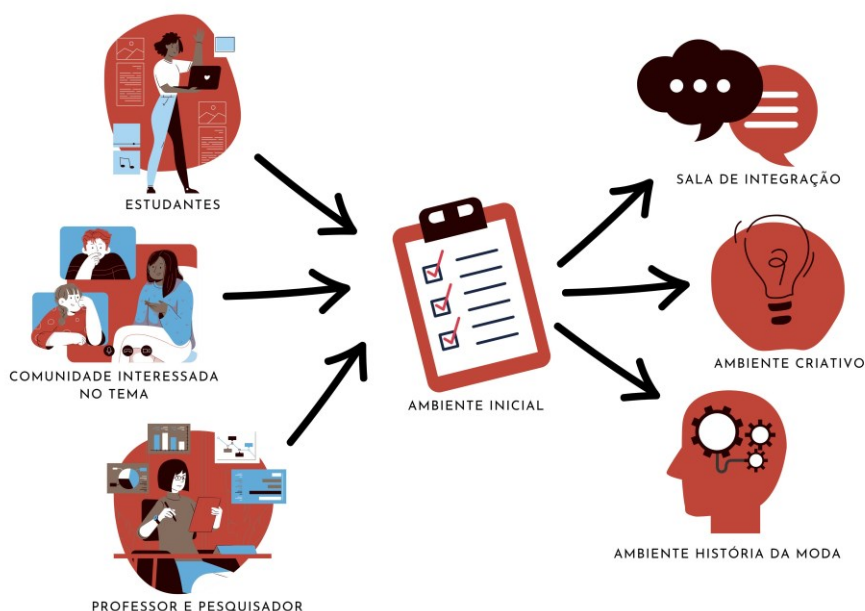 ESTUDANTES
COMUNIDADE INTERESSADA
NO TEMA
PROFESSOR E PESQUISADOR
AMBIENTE INICIAL
SALA DE INTEGRAÇÃO
AMBIENTE CRIATIVO
AMBIENTE HISTÓRIA DA MODA